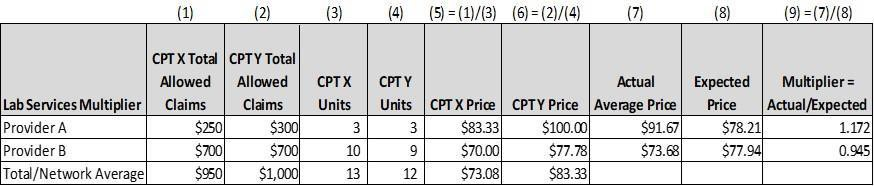 (1) (2) (3) (4) (5) = (1)/(3) (6) = (2)/(4) (7) (8) (9) = (7)/(8)
CPT X Total CPT Y Total
Allowed Allowed CPT X CPT Y Actual Expected Multiplier =
Lab Services Multiplier Claims Claims Units Units CPT X Price CPT Y Price Average Price Price Actual/Expected
Provider A $250 $300 3 3 $83.33 $100.00 $91.67 $78.21 1.172
Provider B $700 $700 10 9 $70.00 $77.78 $73.68 $77.94 0.945
Total/Network Average $950 $1,000 13 12 $73.08 $83.33